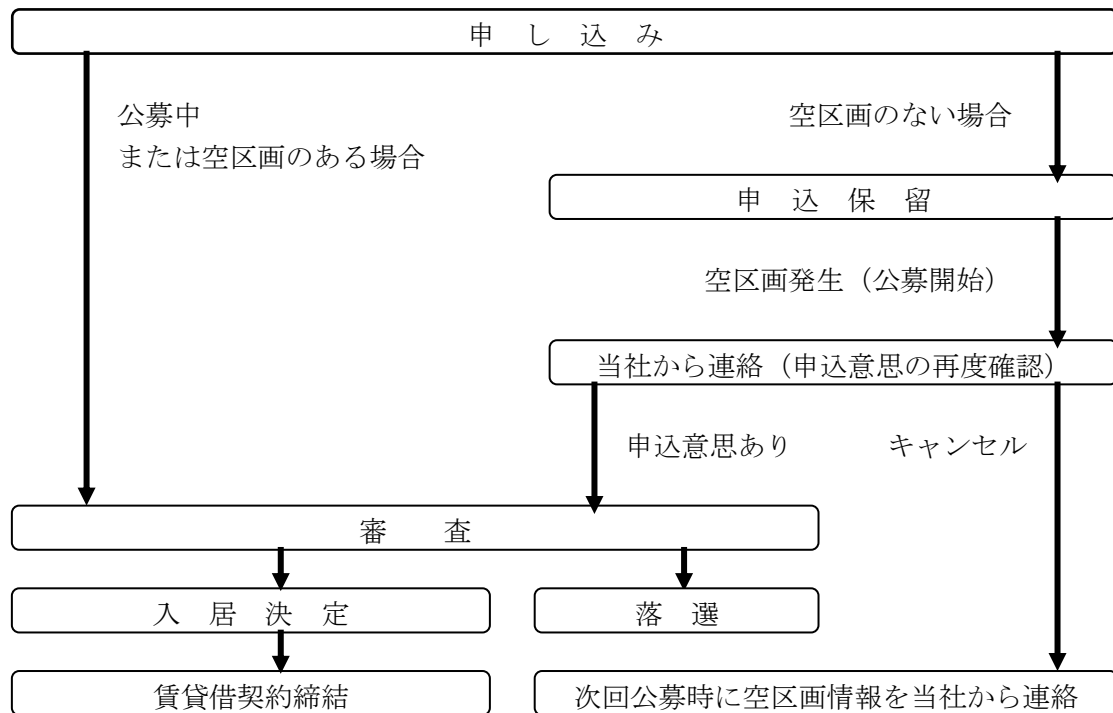 申 し 込 み
公募中
または空区画のある場合
空区画のない場合
申 込 保 留
空区画発生（公募開始）
当社から連絡（申込意思の再度確認）
申込意思あり
キャンセル
審　査
入 居 決 定
落 選
賃貸借契約締結
次回公募時に空区画情報を当社から連絡